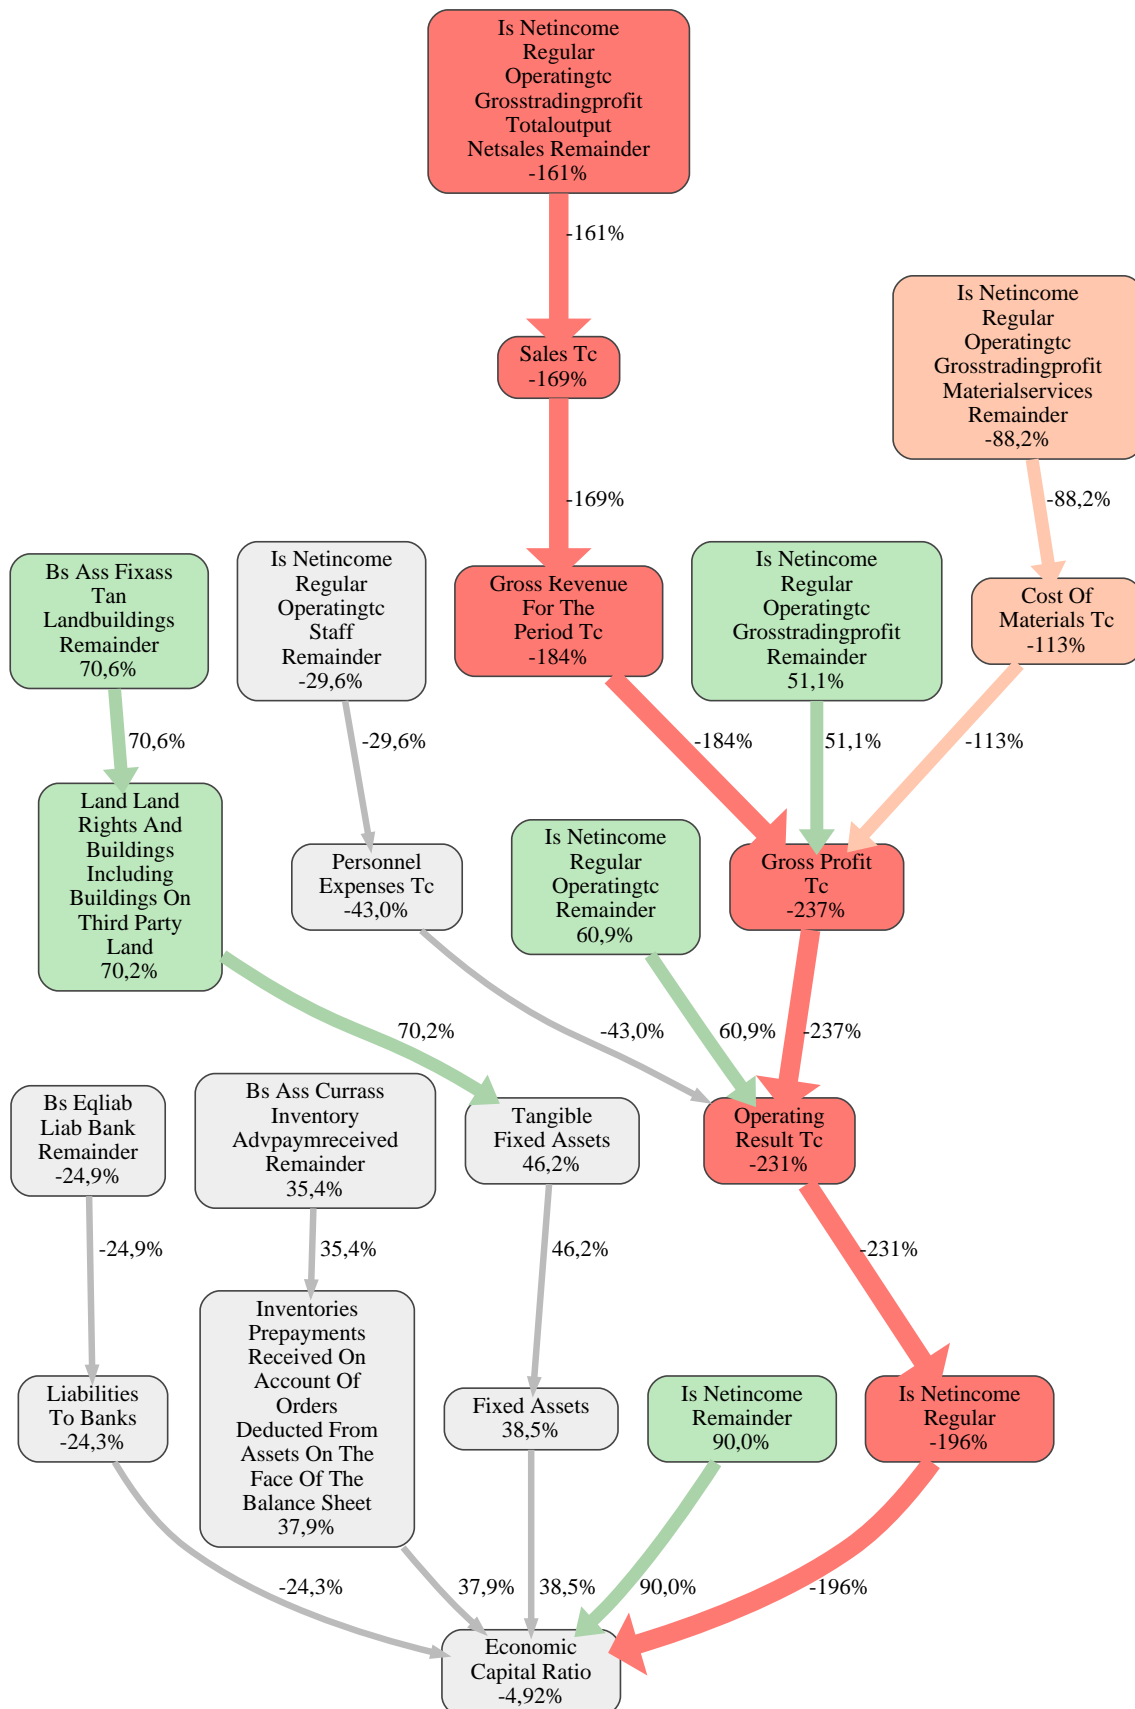 Is Netincome
Regular
Operatingtc
Grosstradingprofit
Totaloutput
Netsales Remainder
-161%
-161%
Sales Tc
-169%
Is Netincome
Regular
Operatingtc
Grosstradingprofit
Materialservices
Remainder
-88,2%
-169%
-88,2%
Bs Ass Fixass
Tan
Landbuildings
Remainder
70,6%
Is Netincome
Regular
Operatingtc
Staff
Remainder
-29,6%
Gross Revenue
For The
Period Tc
-184%
Is Netincome
Regular
Operatingtc
Grosstradingprofit
Remainder
51,1%
Cost Of
Materials Tc
-113%
70,6%
-29,6%
-184%
51,1%
-113%
Land Land
Rights And
Buildings
Including
Buildings On
Third Party
Land
70,2%
Personnel
Expenses Tc
-43,0%
Is Netincome
Regular
Operatingtc
Remainder
60,9%
Gross Profit
Tc
-237%
70,2%
-43,0%
60,9%
-237%
Bs Eqliab
Liab Bank
Remainder
-24,9%
Bs Ass Currass
Inventory
Advpaymreceived
Remainder
35,4%
Tangible
Fixed Assets
46,2%
Operating
Result Tc
-231%
-24,9%
35,4%
46,2%
-231%
Liabilities
To Banks
-24,3%
Inventories
Prepayments
Received On
Account Of
Orders
Deducted From
Assets On The
Face Of The
Balance Sheet
37,9%
Fixed Assets
38,5%
Is Netincome
Remainder
90,0%
Is Netincome
Regular
-196%
-24,3%
37,9%
38,5%
90,0%
-196%
Economic
Capital Ratio
-4,92%